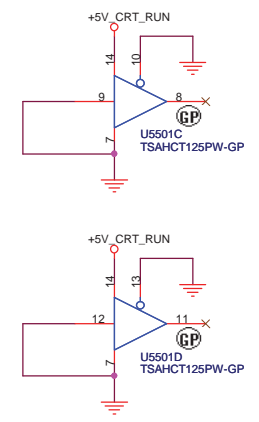 +5V_CRT_RUN
14
10
9
8
GP
7
U5501C
TSAHCT125PW-GP
+5V_CRT_RUN
14
13
12
11
GP
7
U5501D
TSAHCT125PW-GP